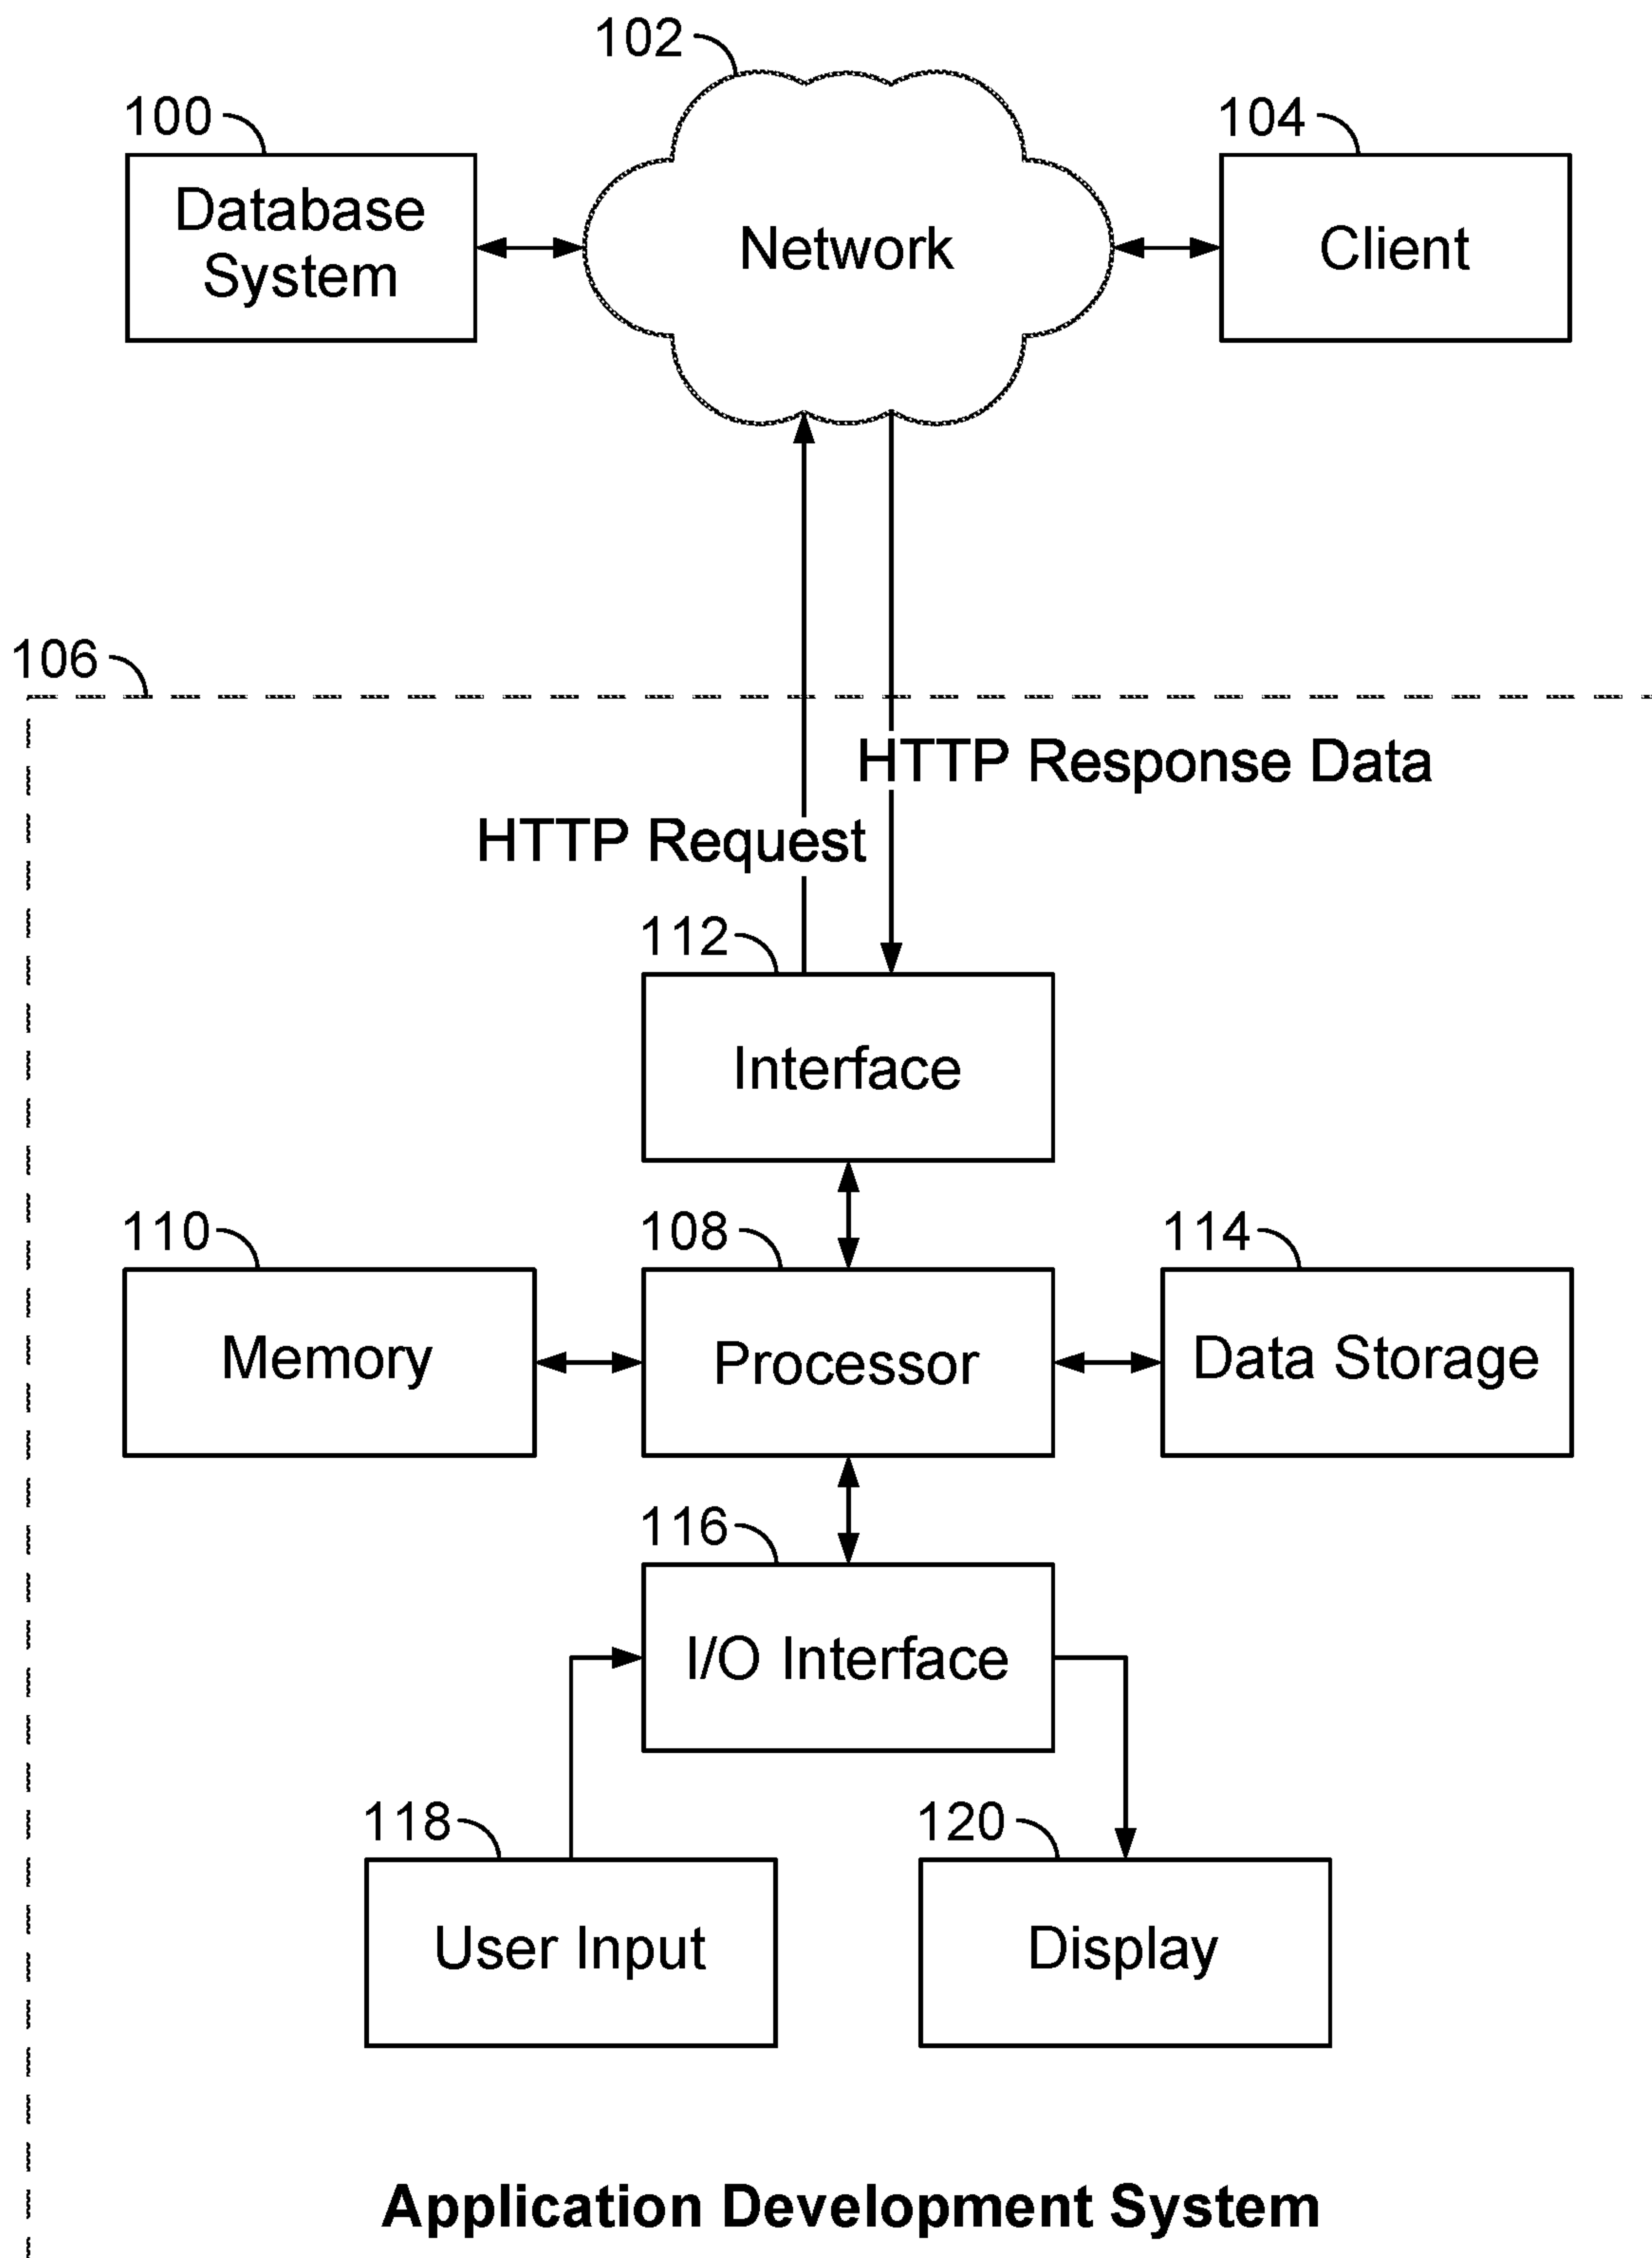 102
100
104
Database
System
Network
Client
106
HTTP Response Data
HTTP Request
112
Interface
110
108
114
Memory
Processor
Data Storage
116
I/O Interface
118
120
User Input
Display
Application Development System